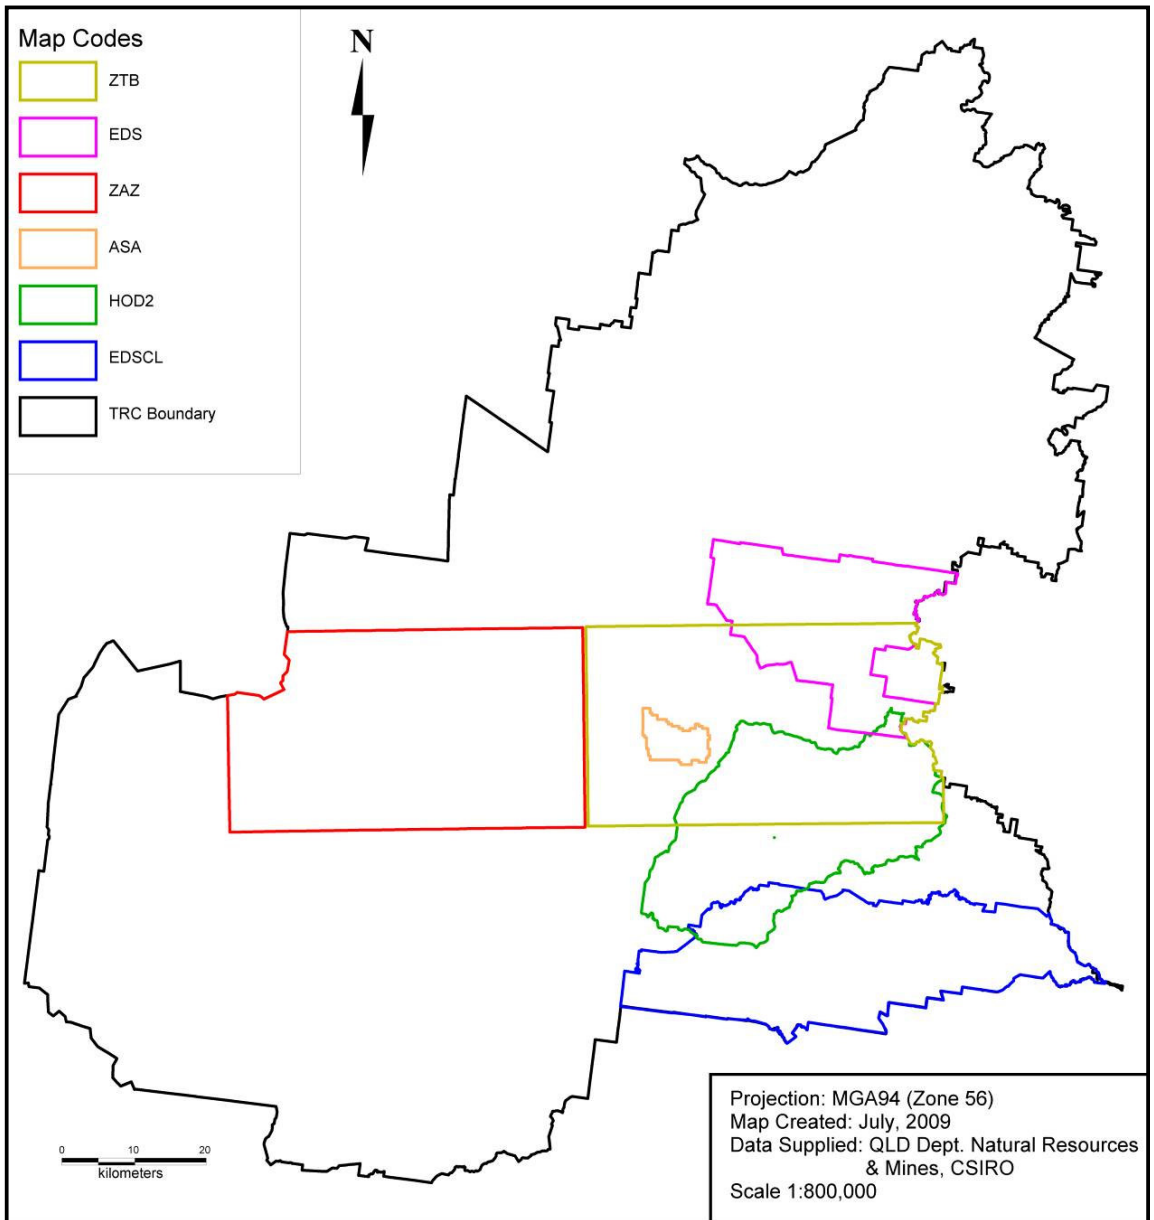 Map Codes
ZTB
EDS
ZAZ
ASA
HOD2
EDSCL
TRC Boundary
N
0 10 20
kilometers
Projection: MGA94 (Zone 56)
Map Created: July, 2009
Data Supplied: QLD Dept. Natural Resources
& Mines, CSIRO
Scale 1:800,000